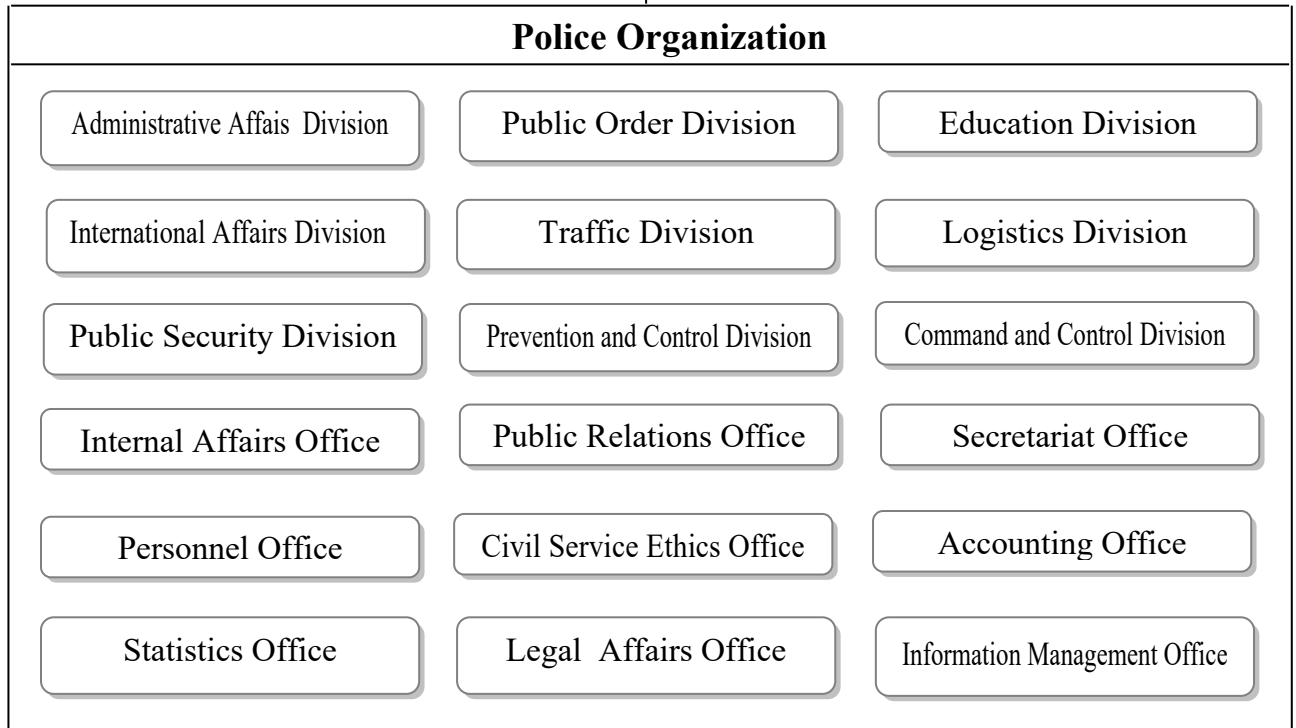 Police Organization
Administrative Affais Division
Public Order Division
Education Division
International Affairs Division
Traffic Division
Logistics Division
Public Security Division
Prevention and Control Division
Command and Control Division
Internal Affairs Office
Public Relations Office
Secretariat Office
Personnel Office
Civil Service Ethics Office
Accounting Office
Statistics Office
Legal Affairs Office
Information Management Office